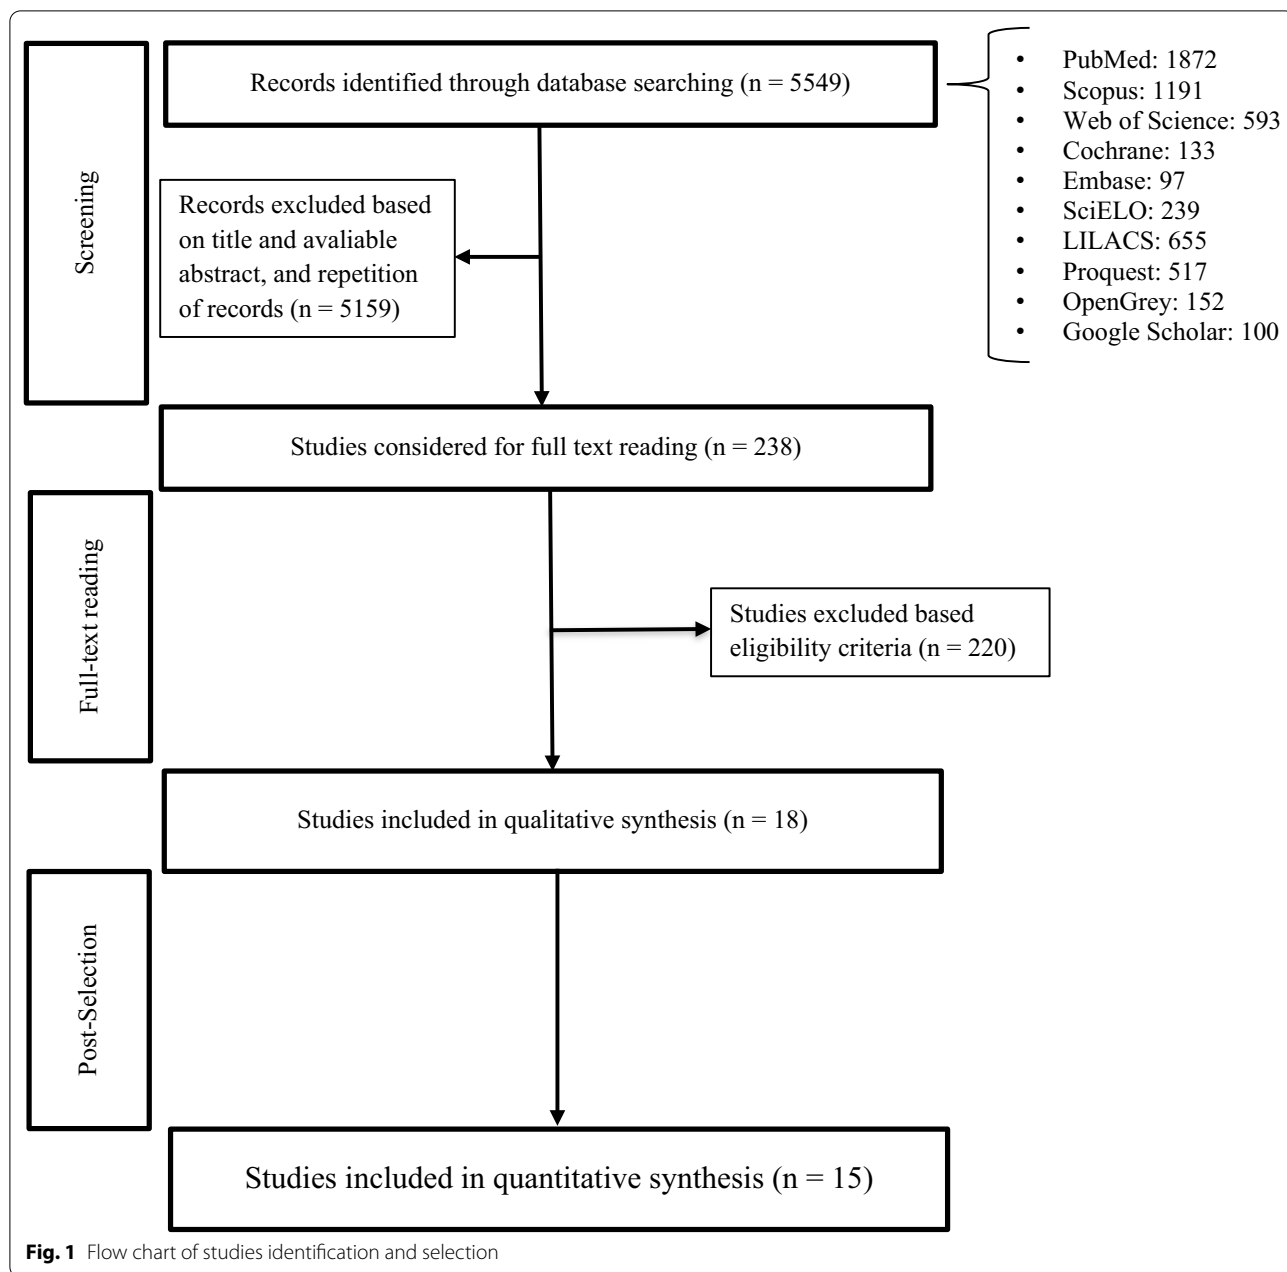 Screening
Records identified through database searching (n = 5549)
• PubMed: 1872
• Scopus: 1191
• Web of Science: 593
• Cochrane: 133
• Embase: 97
• SciELO: 239
• LILACS: 655
• Proquest: 517
• OpenGrey: 152
• Google Scholar: 100
Records excluded based
on title and avaliable
abstract, and repetition
of records (n = 5159)
Studies considered for full text reading (n = 238)
Full-text reading
Studies excluded based
eligibility criteria (n = 220)
Studies included in qualitative synthesis (n = 18)
Post-Selection
Studies included in quantitative synthesis (n = 15)
Fig. 1 Flow chart of studies identification and selection